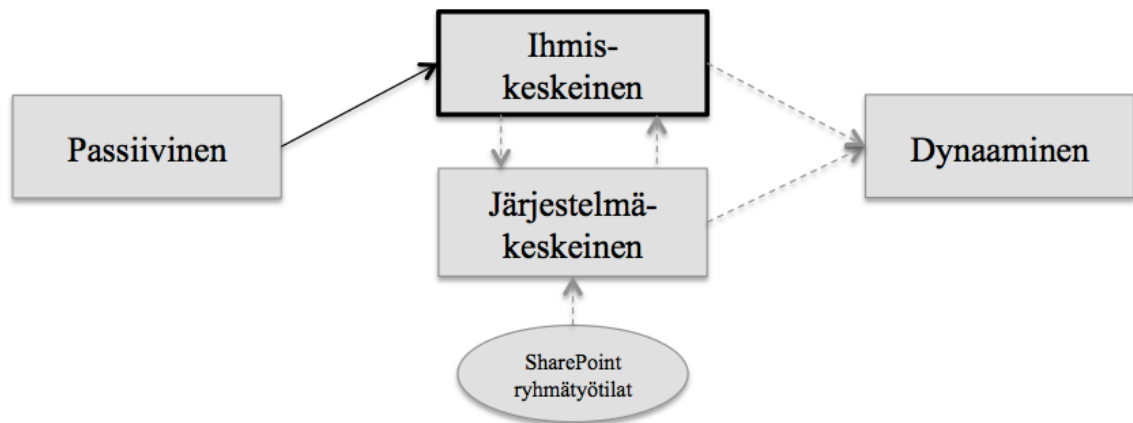 Ihmis-
keskeinen
Passiivinen
Dynaaminen
Järjestelmä-
keskeinen
SharePoint
ryhmätyötilat